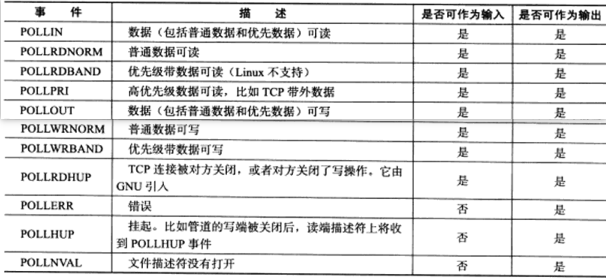 事 件 描 述 是否可作为输入 是否可作为输出
POLLIN 数据（包括普通数据和优先数据）可读 是 是
POLLRDNORM 普通数据可读 是 是
POLLRDBAND 优先级带数据可读（Linux 不支持） 是 是
POLLPRI 高优先级数据可读，比如 TCP 带外数据 是 是
POLLOUT 数据（包括普通数据和优先数据）可写 是 是
POLLWRNORM 普通数据可写 是 是
POLLWRBAND 优先级带数据可写 是 是
POLLRDHUP TCP 连接被对方关闭，或者对方关闭了写操作。它由
GNU 引入 是 是
POLLERR 错误 否 是
POLLHUP 挂起。比如管道的写端被关闭后，读端描述符上将收
到 POLLHUP 事件 否 是
POLLNVAL 文件描述符没有打开 否 是